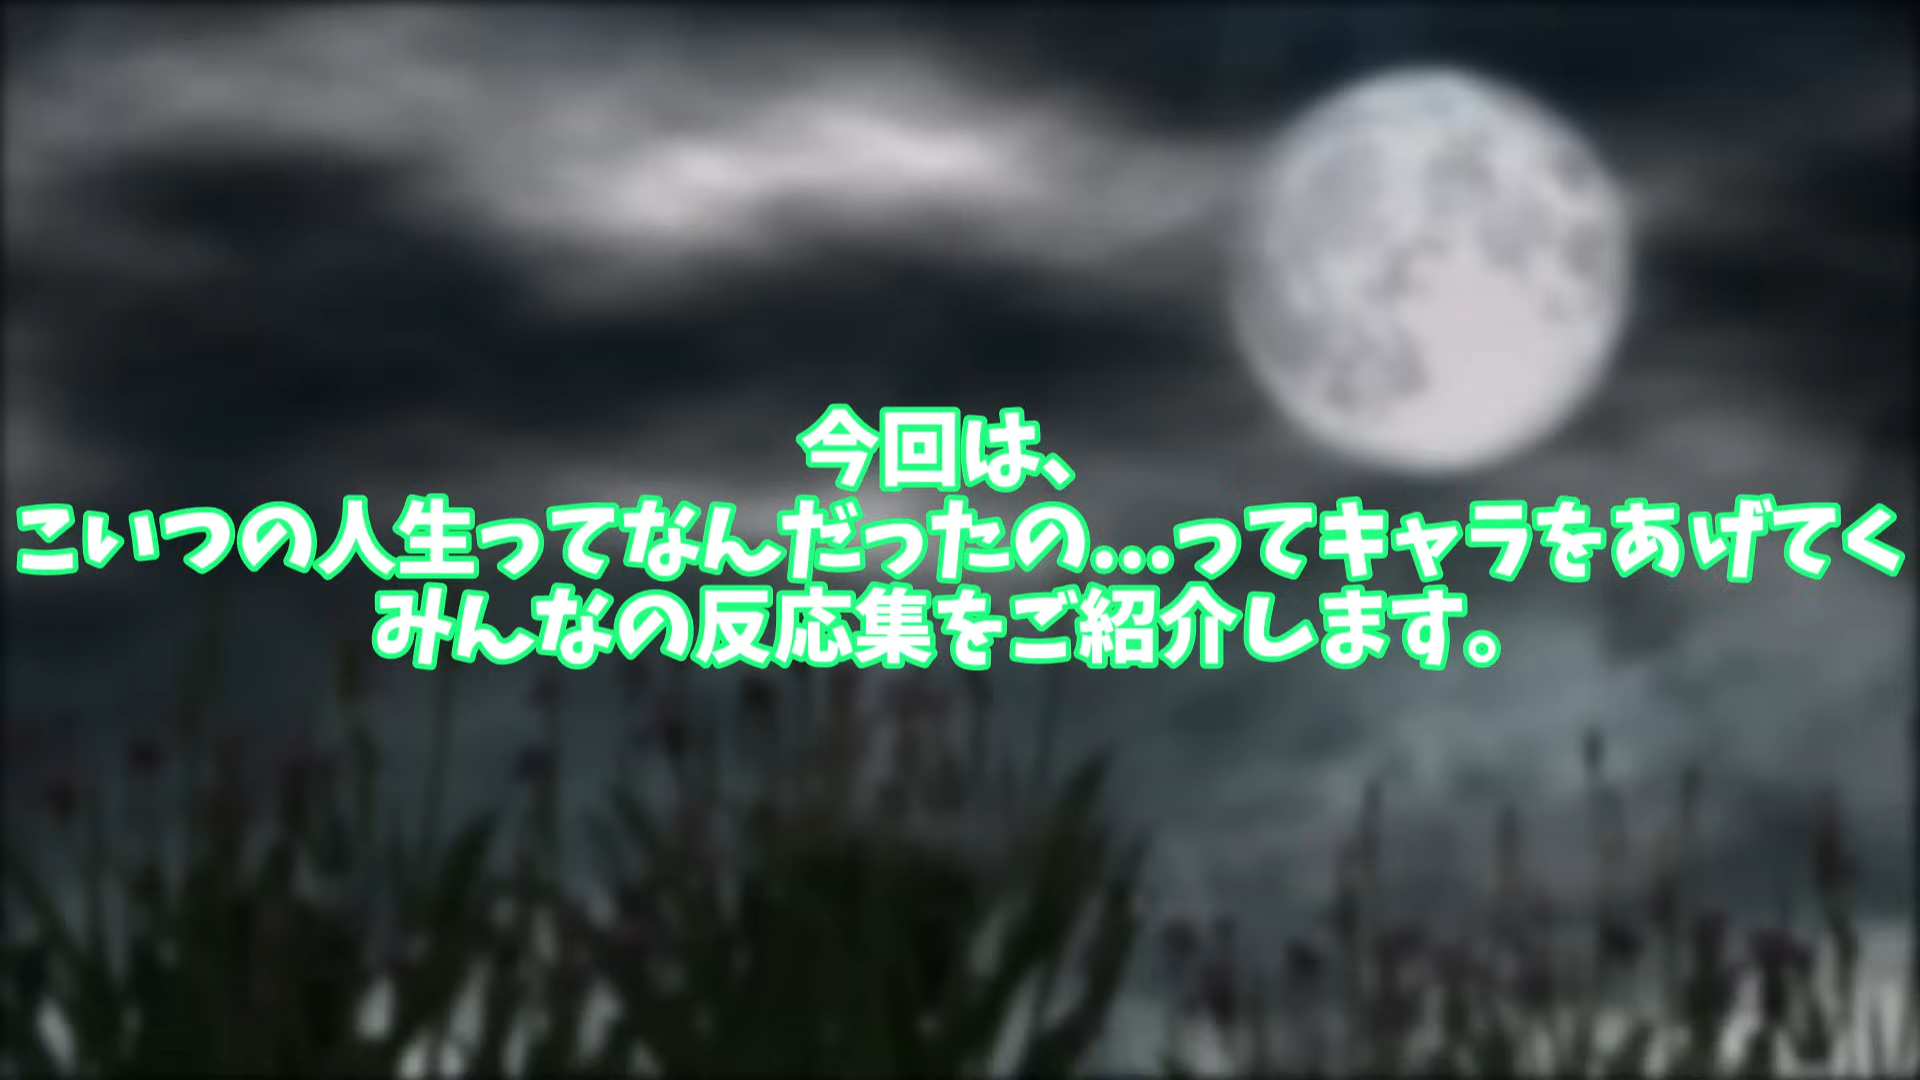 今回は、
こいつの人生ってなんだったの...ってキャラをあげてく
みんなの反応集をご紹介します。